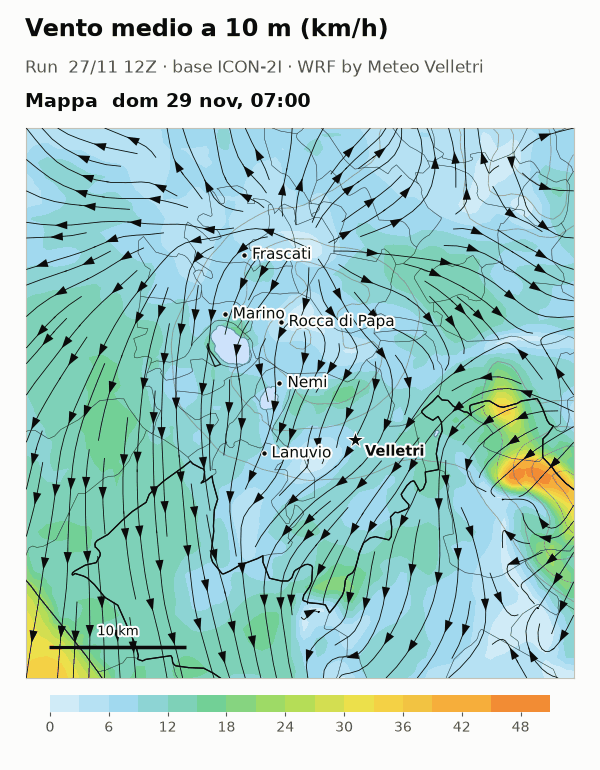 Vento medio a 10 m (km/h)
Run  27/11 12Z · base ICON-2I · WRF by Meteo Velletri
Mappa  dom 29 nov, 07:00
Frascati
Marino
Rocca di Papa
Nemi
Velletri
Lanuvio
10 km
0 6 12 18 24 30 36 42 48